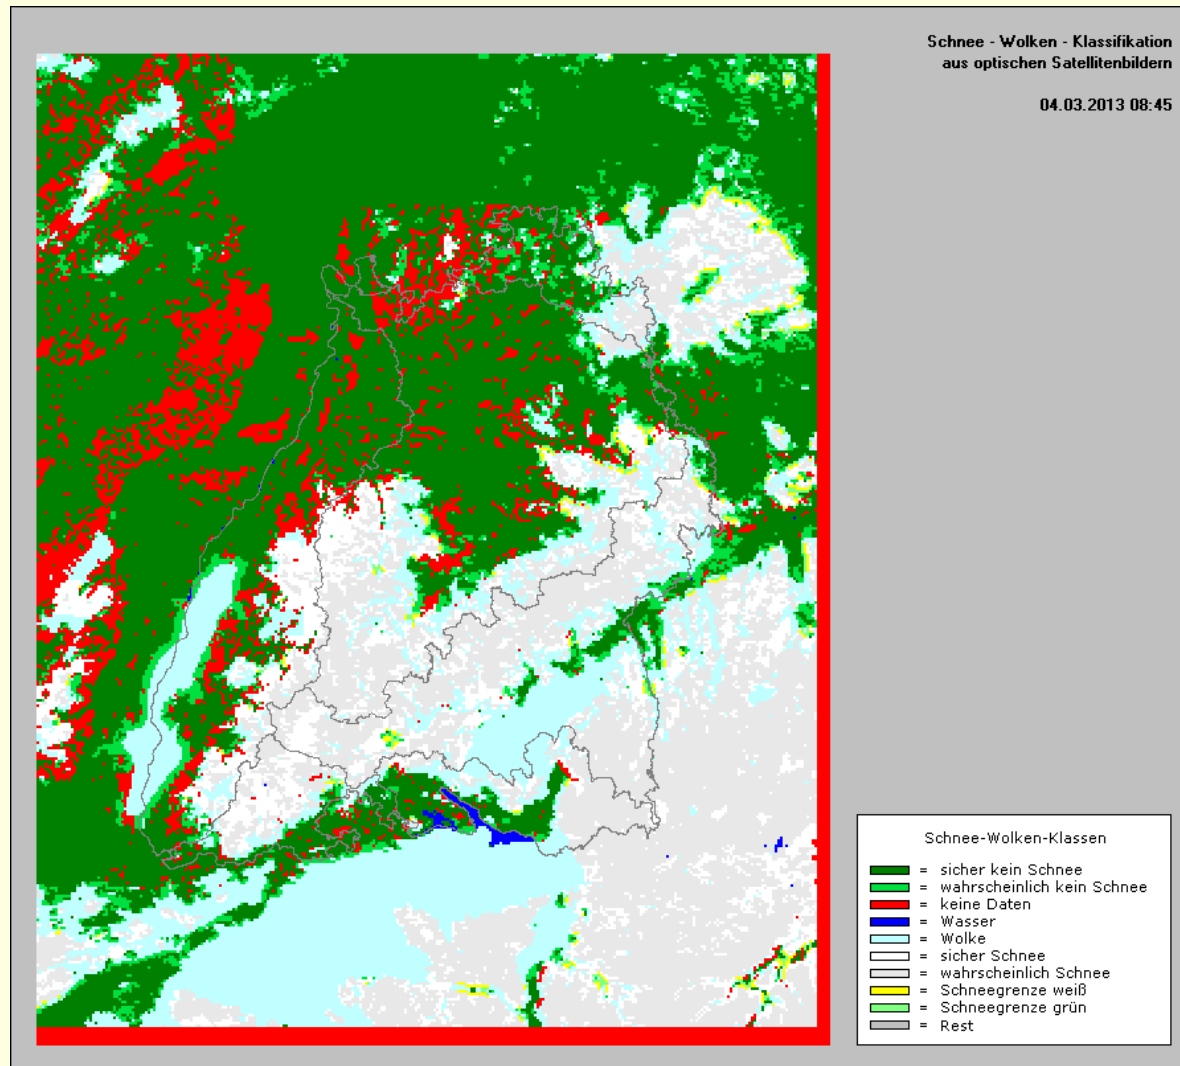 Schnee - Wolken - Klassifikation
aus optischen Satellitenbildern
04.03.2013 08:45
Schnee-Wolken-Klassen
= sicher kein Schnee
= wahrscheinlich kein Schnee
= keine Daten
= Wasser
= Wolke
= sicher Schnee
= wahrscheinlich Schnee
= Schneegrenze weiß
= Schneegrenze grün
= Rest